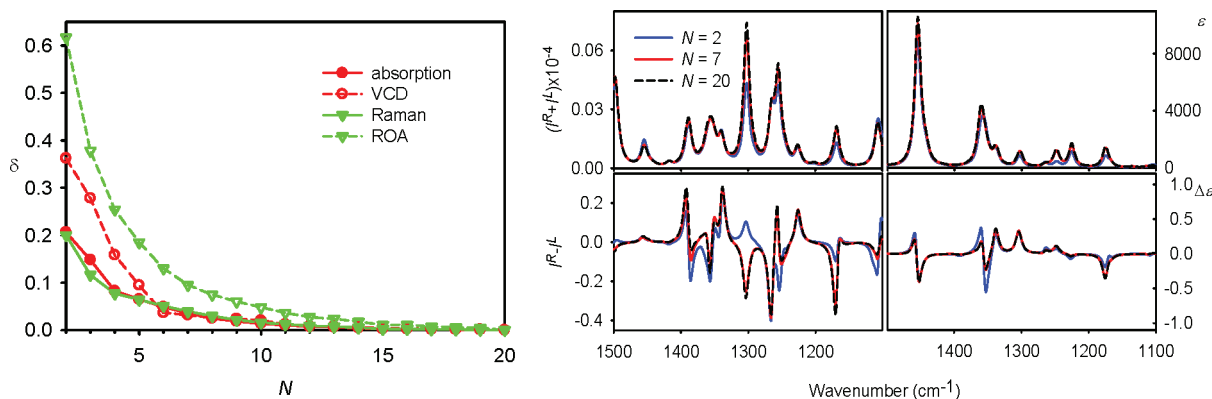 0.6
0.5
0.4
0.3
0.2
0.1
0.0
δ
5 10 15 20
N
absorption
VCD
Raman
ROA
(I^R+I^L)x10^-4
0.06
0.03
0.00
N = 2
N = 7
N = 20
ε
8000
4000
0
I^R-I^L
0.2
0.0
-0.2
-0.4
Δε
1.0
0.5
0.0
-0.5
-1.0
1500 1400 1300 1200 1400 1300 1200 1100
Wavenumber (cm^-1)